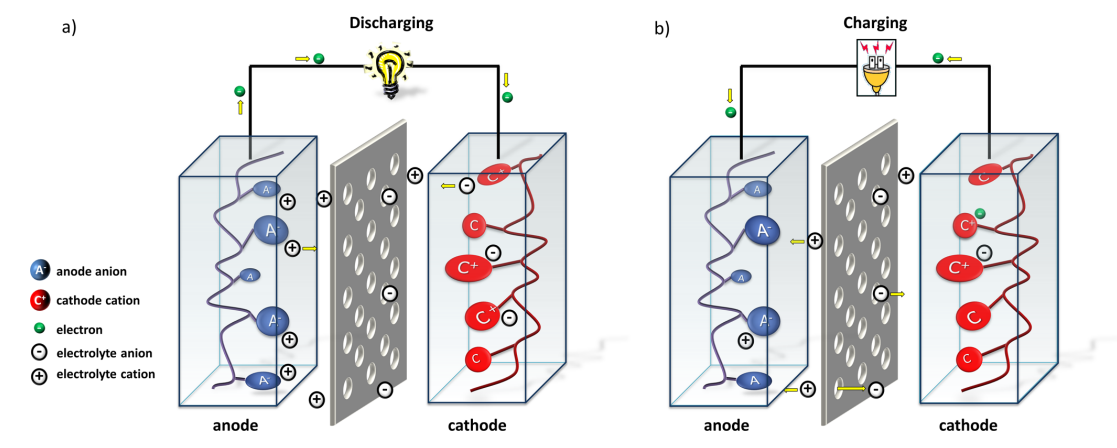 a)
Discharging
b)
Charging
A⁻
A⁻
A
A⁻
A⁻
C⁺
C
C⁺
C⁺
C
A
A⁻
A
A⁻
A
C
C⁺
C⁺
C
C
A⁻ anode anion
C⁺ cathode cation
- electron
- electrolyte anion
+ electrolyte cation
anode
cathode
anode
cathode